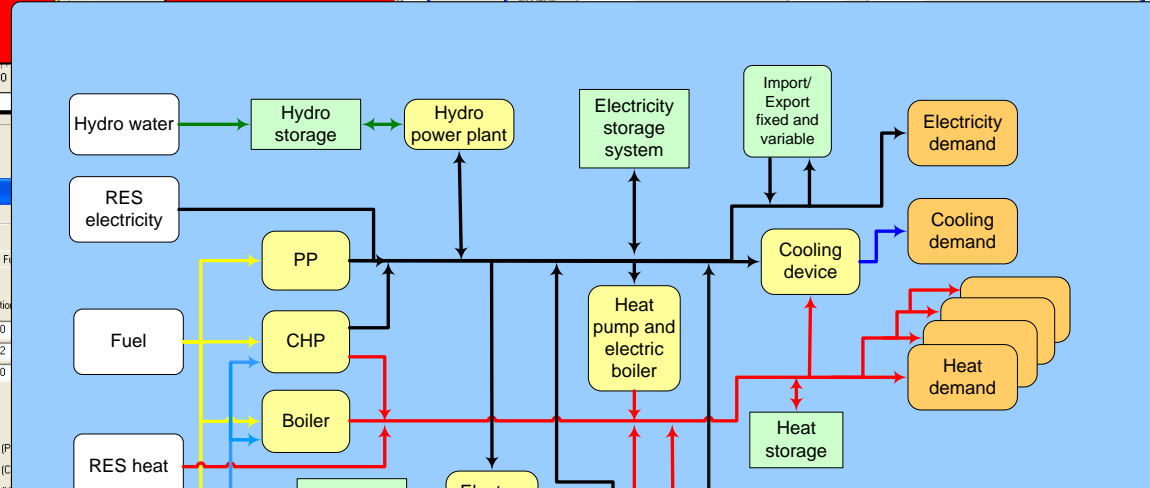 Import/
Export
fixed and
variable
Hydro water
Hydro
storage
Hydro
power plant
Electricity
storage
system
Electricity
demand
RES
electricity
PP
Cooling
device
Cooling
demand
Fuel
CHP
Heat
pump and
electric
boiler
Heat
demand
Boiler
Heat
storage
RES heat